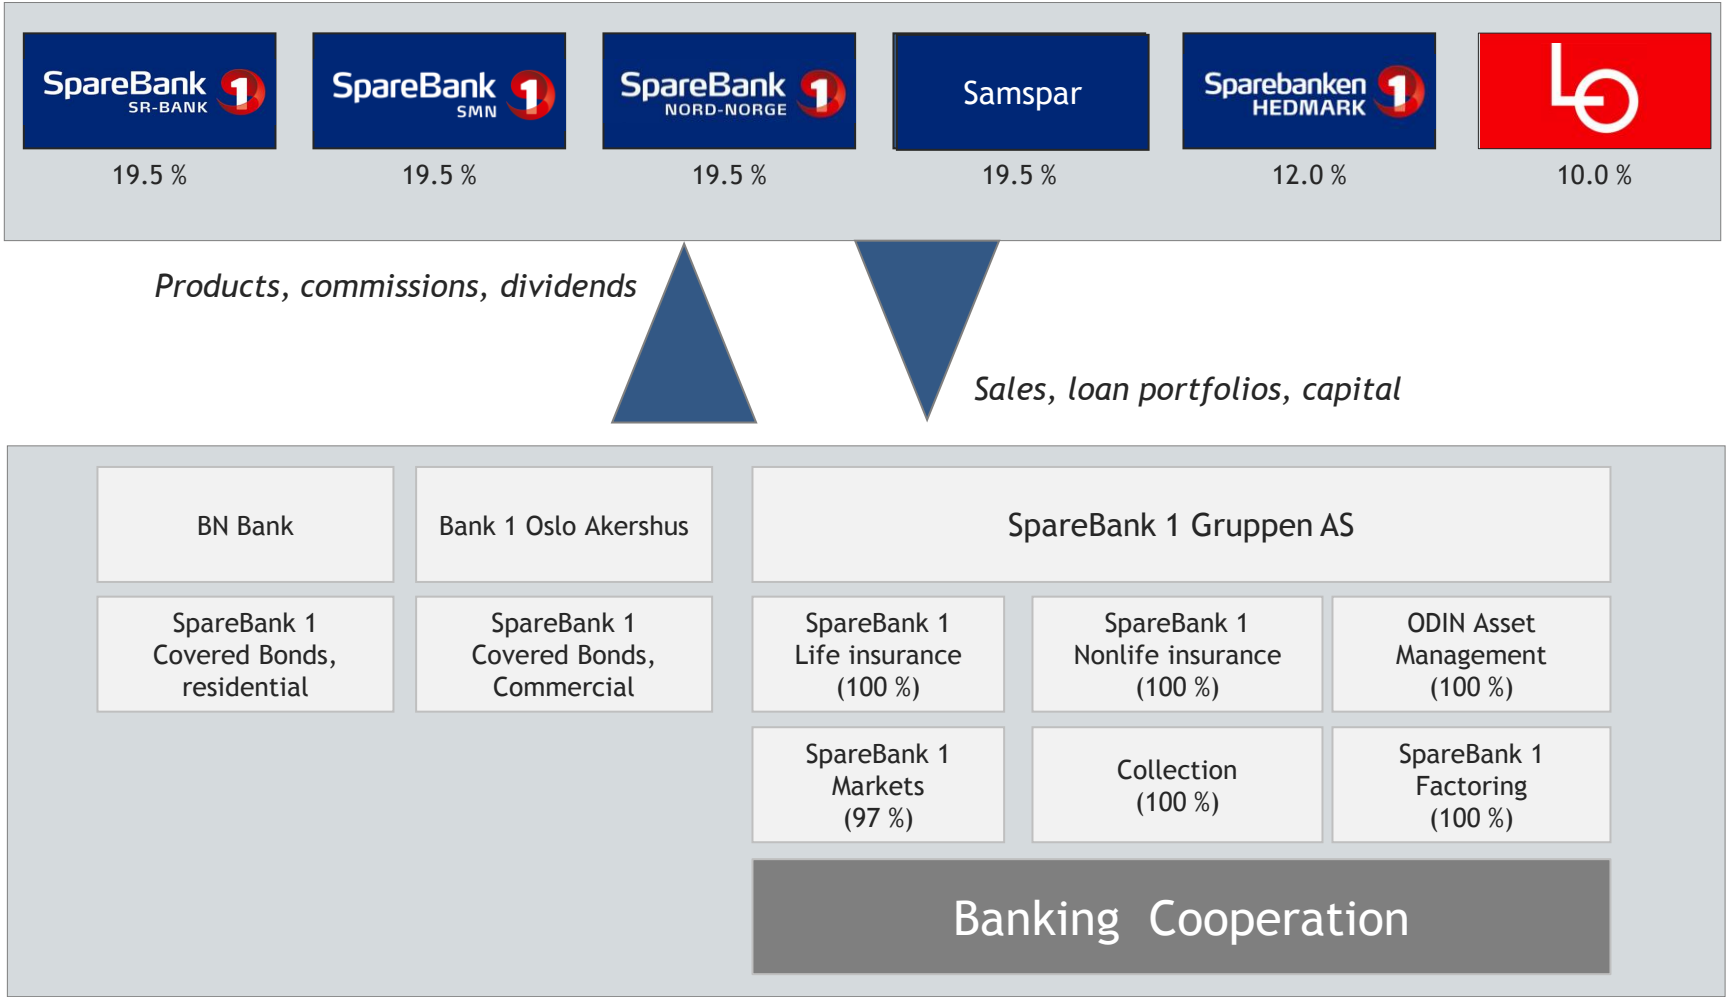 SpareBank 1
SR-BANK
SpareBank 1
SMN
SpareBank 1
NORD-NORGE
Samspar
Sparebanken 1
HEDMARK
LO
19.5 %
19.5 %
19.5 %
19.5 %
12.0 %
10.0 %
Products, commissions, dividends
Sales, loan portfolios, capital
BN Bank
Bank 1 Oslo Akershus
SpareBank 1 Gruppen AS
SpareBank 1
Covered Bonds,
residential
SpareBank 1
Covered Bonds,
Commercial
SpareBank 1
Life insurance
(100 %)
SpareBank 1
Nonlife insurance
(100 %)
ODIN Asset
Management
(100 %)
SpareBank 1
Markets
(97 %)
Collection
(100 %)
SpareBank 1
Factoring
(100 %)
Banking Cooperation